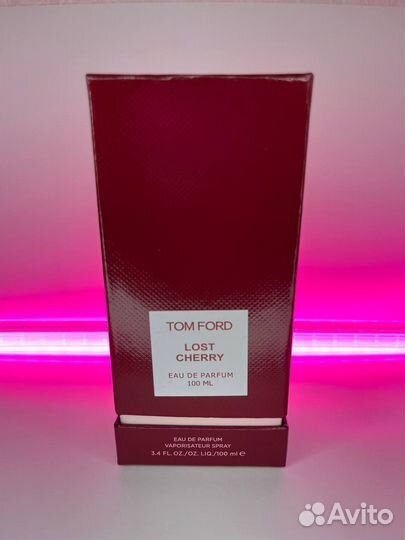 TOM FORD
LOST
CHERRY
EAU DE PARFUM
100 ML
EAU DE PARFUM
VAPORISATEUR SPRAY
3.4 FL. OZ./OZ. LIQ./100 ml ℮
Avito